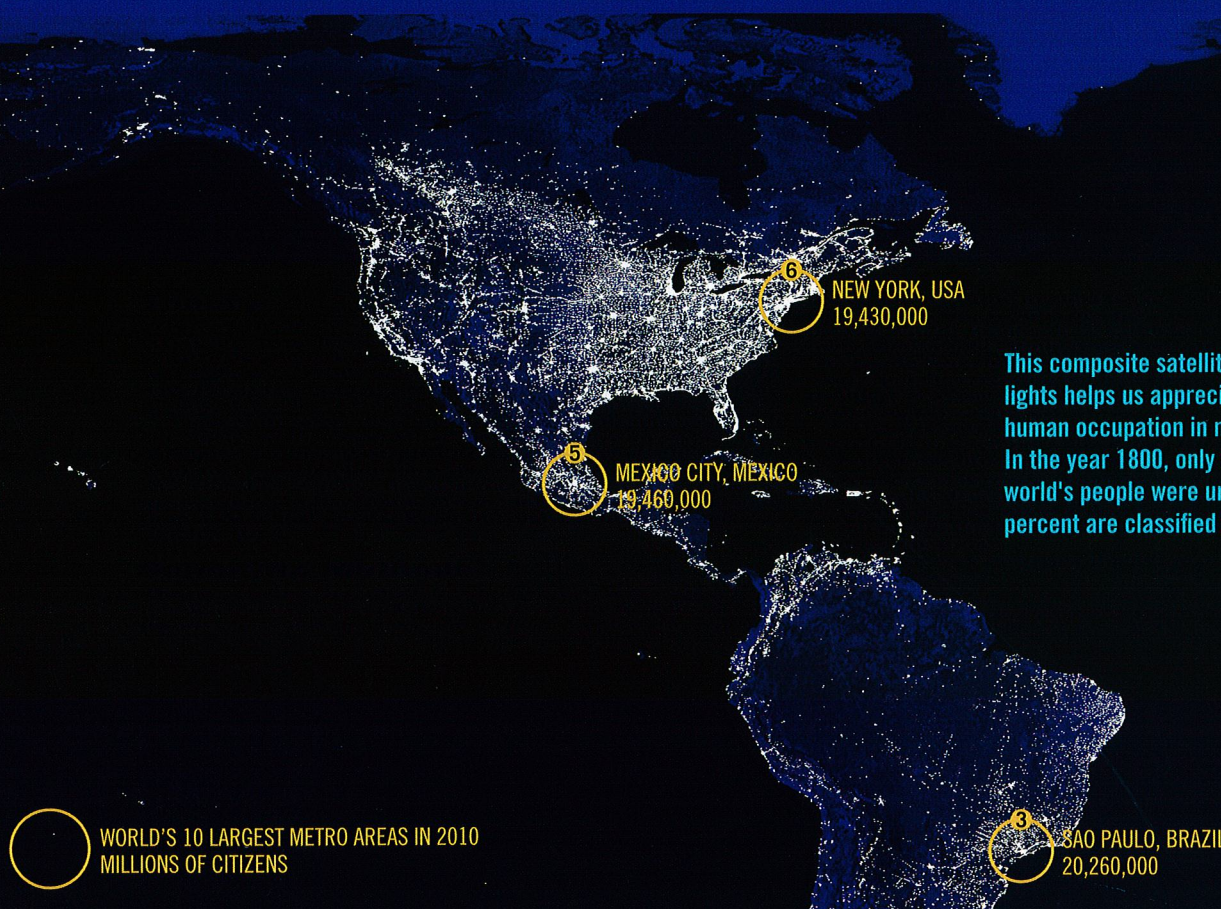 6
NEW YORK, USA
19,430,000
This composite satellit
lights helps us appreci
human occupation in r
In the year 1800, only
world's people were ur
percent are classified
5
MEXICO CITY, MEXICO
19,460,000
3
SAO PAULO, BRAZIL
20,260,000
WORLD'S 10 LARGEST METRO AREAS IN 2010
MILLIONS OF CITIZENS